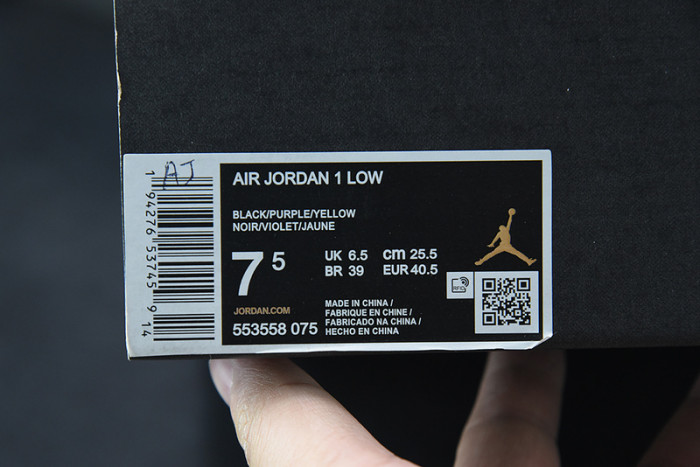 AJ
1 94276 53745 9 14
AIR JORDAN 1 LOW
BLACK/PURPLE/YELLOW
NOIR/VIOLET/JAUNE
7 5
UK 6.5 cm 25.5
BR 39 EUR 40.5
JORDAN.COM
553558 075
MADE IN CHINA /
FABRIQUE EN CHINE /
FABRICADO NA CHINA /
HECHO EN CHINA
RFID